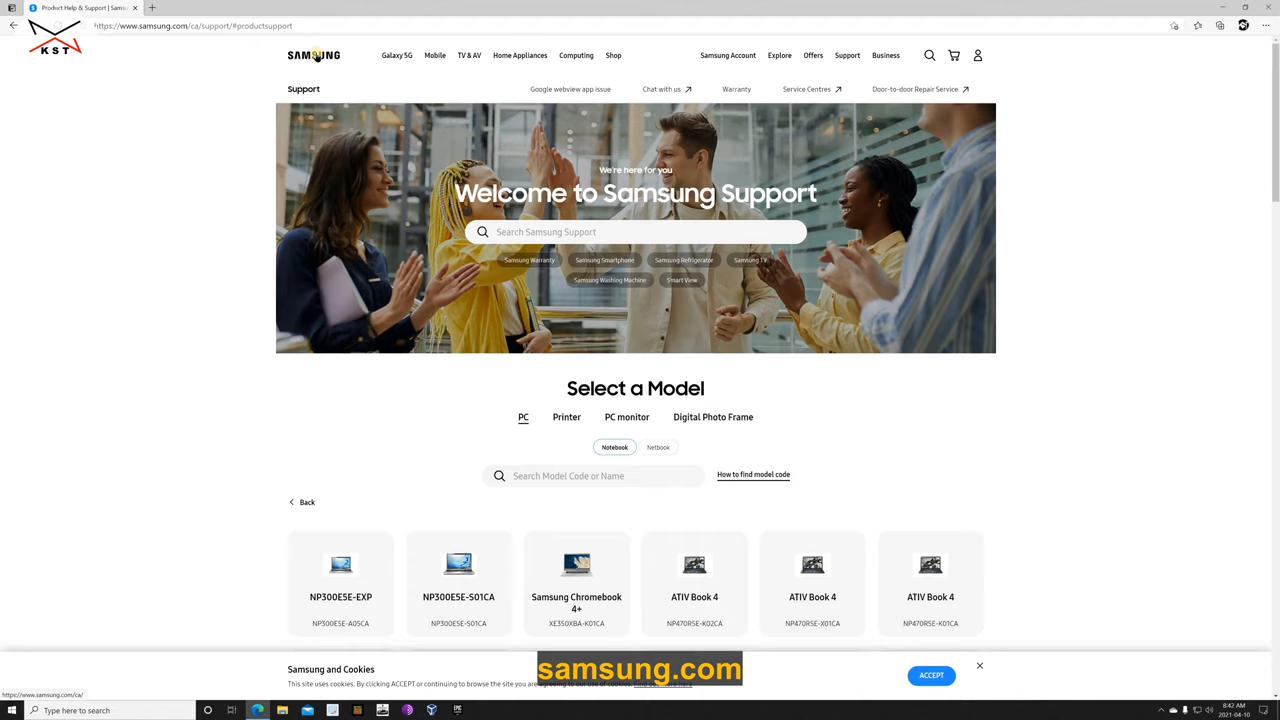 Product Help & Support | Samsu
https://www.samsung.com/ca/support/#productsupport
KST
SAMSUNG
Galaxy 5G Mobile TV & AV Home Appliances Computing Shop Samsung Account Explore Offers Support Business
Support Google webview app issue Chat with us Warranty Service Centres Door-to-door Repair Service
We're here for you
Welcome to Samsung Support
Search Samsung Support
Samsung Warranty Samsung Smartphone Samsung Refrigerator Samsung TV
Samsung Washing Machine Smart View
Select a Model
PC Printer PC monitor Digital Photo Frame
Notebook Netbook
Search Model Code or Name How to find model code
Back
NP300E5E-EXP NP300E5E-S01CA Samsung Chromebook 4+ ATIV Book 4 ATIV Book 4 ATIV Book 4
NP300E5E-A05CA NP300E5E-S01CA XE350XBA-K01CA NP470R5E-K02CA NP470R5E-X01CA NP470R5E-K01CA
Samsung and Cookies
This site uses cookies. By clicking ACCEPT or continuing to browse the site you are agreeing to our use of cookies.
ACCEPT
samsung.com
https://www.samsung.com/ca/
Type here to search
EPIC
8:42 AM
2021-04-10